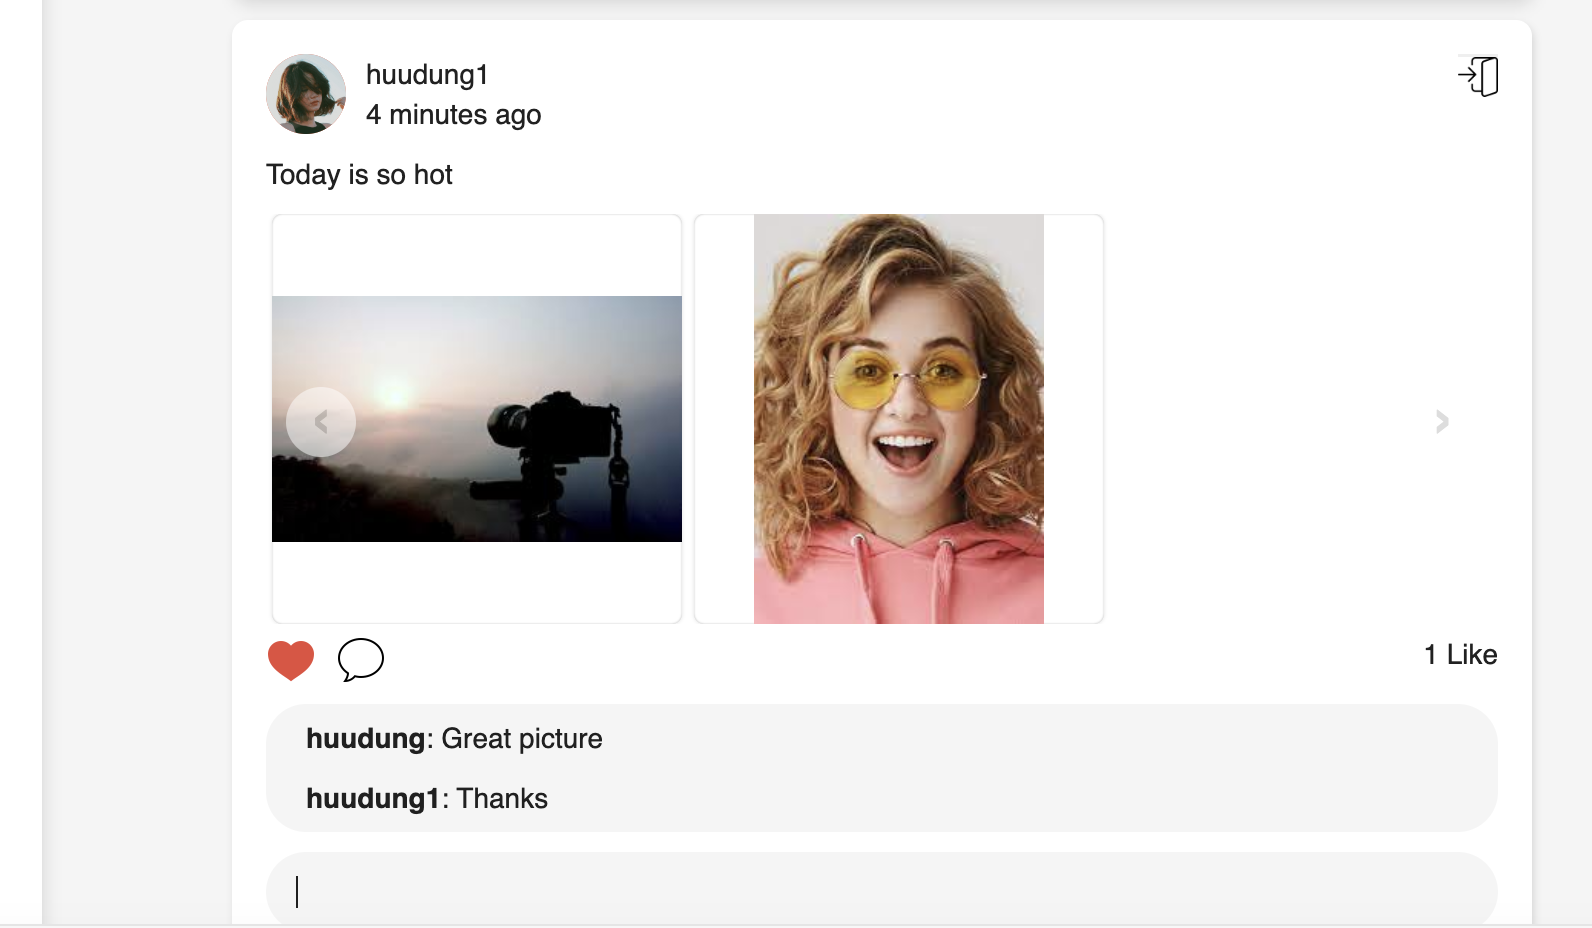 huudung1
4 minutes ago
Today is so hot
1 Like
huudung: Great picture
huudung1: Thanks